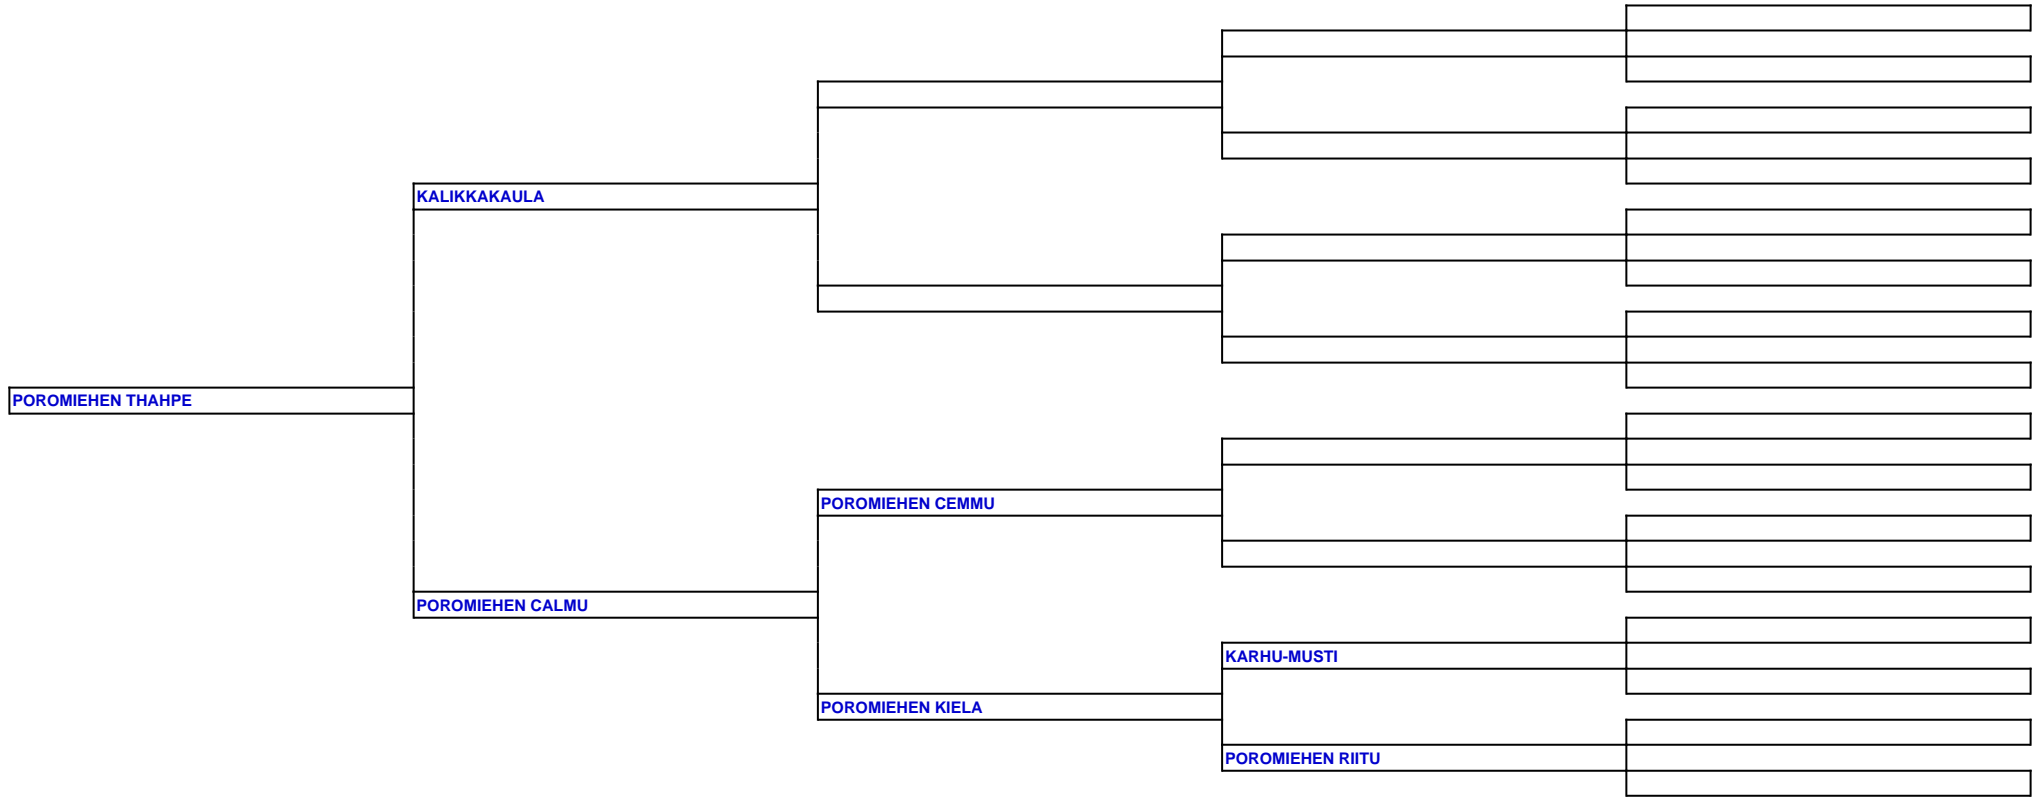 KALIKKAKAULA
POROMIEHEN THAHPE
POROMIEHEN CEMMU
POROMIEHEN CALMU
KARHU-MUSTI
POROMIEHEN KIELA
POROMIEHEN RIITU